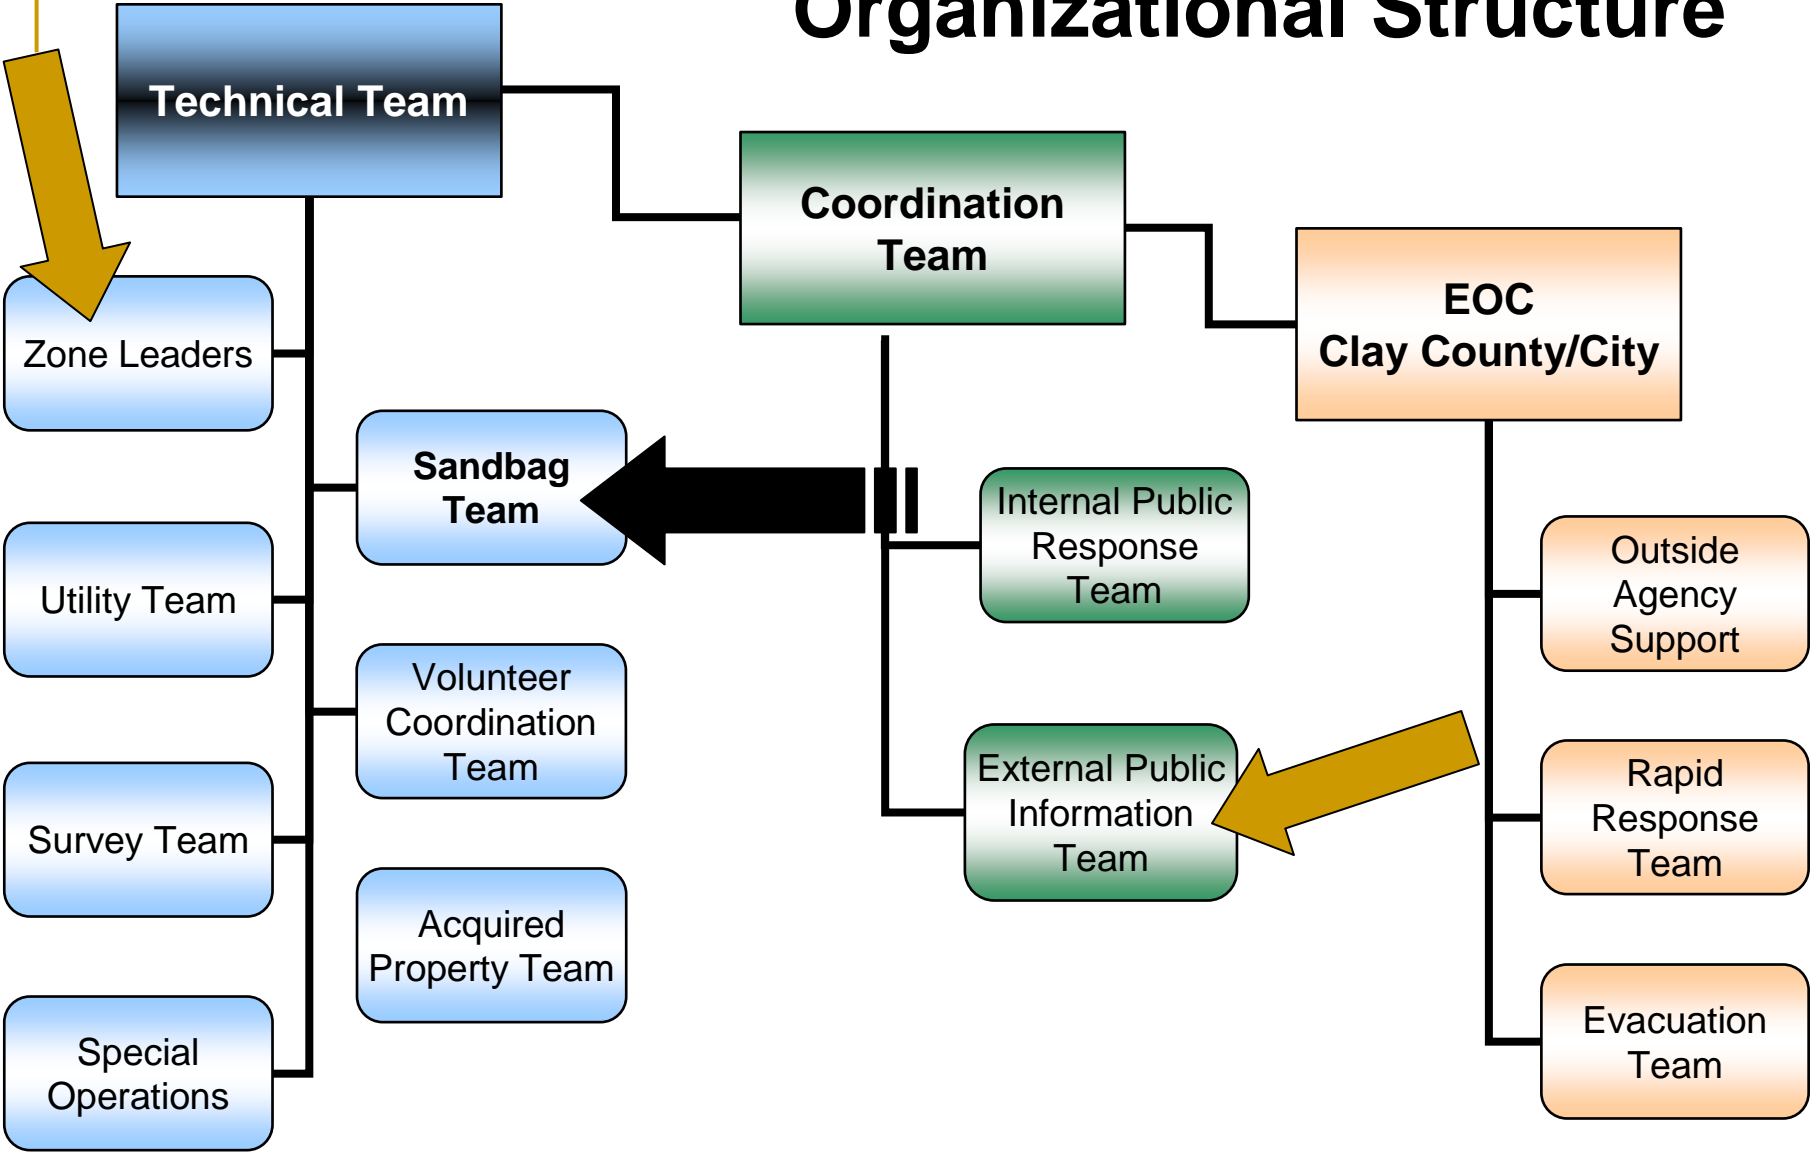 Organizational Structure
Technical Team
Coordination
Team
EOC
Clay County/City
Zone Leaders
Sandbag
Team
Utility Team
Volunteer
Coordination
Team
Survey Team
Acquired
Property Team
Special
Operations
Internal Public
Response
Team
External Public
Information
Team
Outside
Agency
Support
Rapid
Response
Team
Evacuation
Team